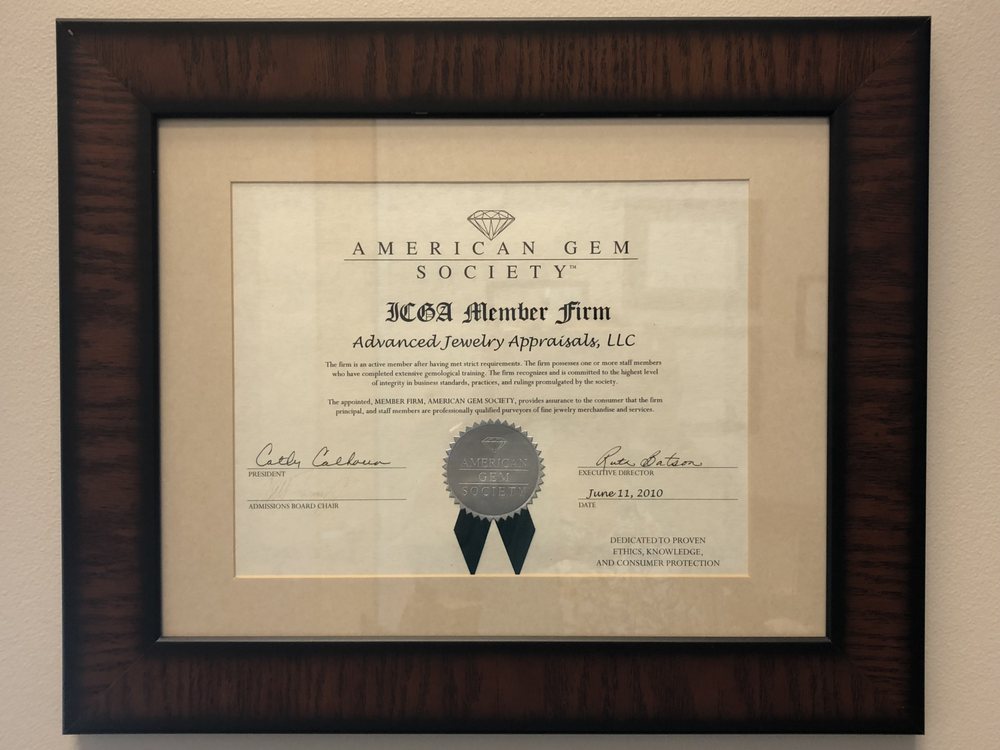 AMERICAN GEM
SOCIETY™
ICGA Member Firm
Advanced Jewelry Appraisals, LLC
The firm is an active member after having met strict requirements. The firm possesses one or more staff members
who have completed extensive gemological training. The firm recognizes and is committed to the highest level
of integrity in business standards, practices, and rulings promulgated by the society.
The appointed, MEMBER FIRM, AMERICAN GEM SOCIETY, provides assurance to the consumer that the firm
principal, and staff members are professionally qualified purveyors of fine jewelry merchandise and services.
Cathy Calhoun
PRESIDENT
ADMISSIONS BOARD CHAIR
AMERICAN
GEM
SOCIETY
Ruth Batson
EXECUTIVE DIRECTOR
June 11, 2010
DATE
DEDICATED TO PROVEN
ETHICS, KNOWLEDGE,
AND CONSUMER PROTECTION